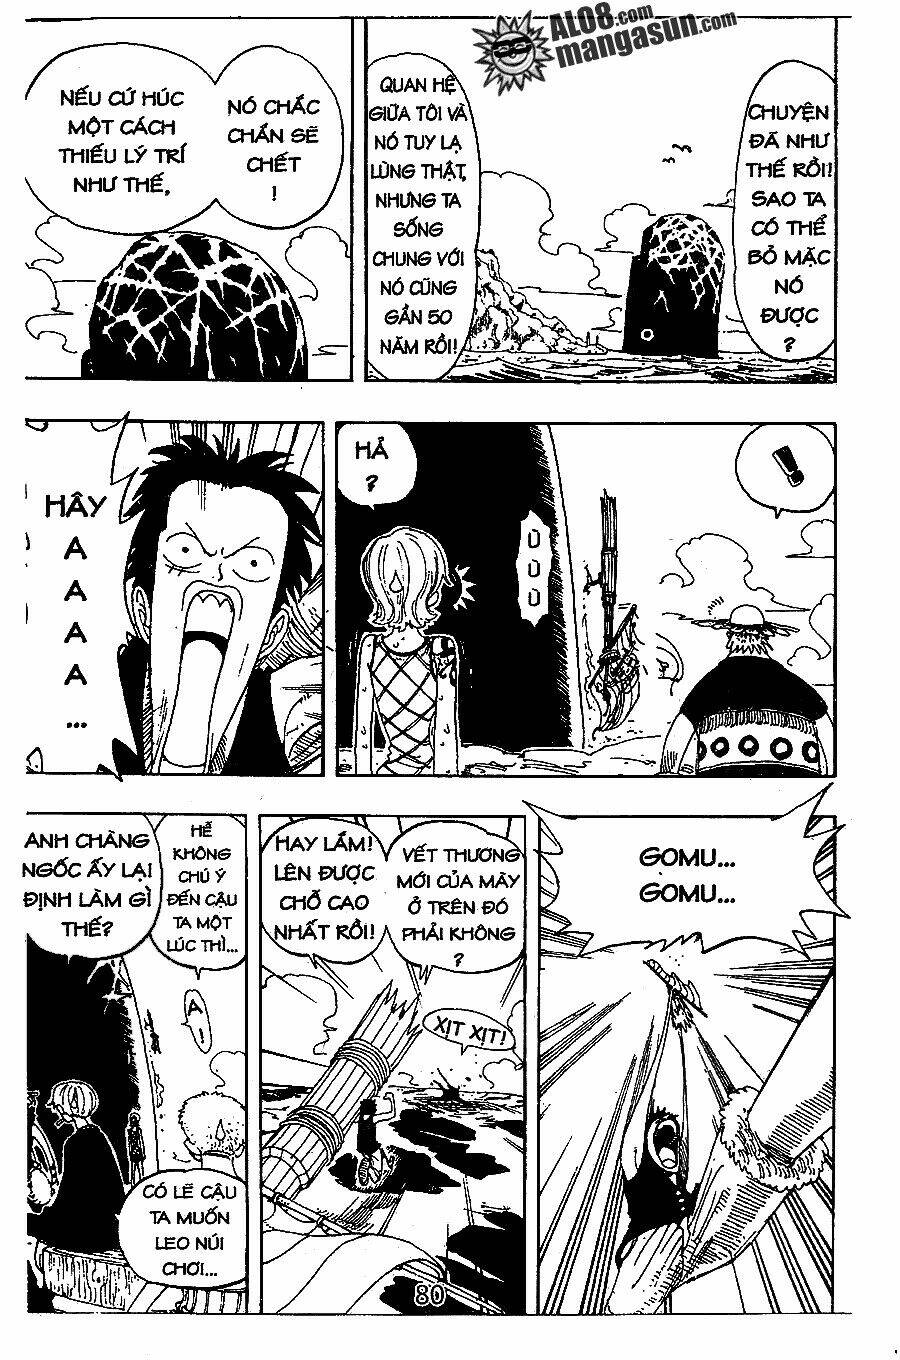 AL08.com
mangasun.com
CHUYỆN
ĐÃ NHƯ
THẾ RỒI!
SAO TA
CÓ THỂ
BỎ MẶC
NÓ
ĐƯỢC
?
QUAN HỆ
GIỮA TÔI VÀ
NÓ TUY LẠ
LÙNG THẬT,
NHƯNG TA
SỐNG
CHUNG VỚI
NÓ CŨNG
GẦN 50
NĂM RỒI!
NÓ CHẮC
CHẮN SẼ
CHẾT
!
NẾU CỨ HÚC
MỘT CÁCH
THIẾU LÝ TRÍ
NHƯ THẾ,
!
HẢ
?
Ù
Ù
Ù
HÂY
A
A
A
A
...
GOMU...
GOMU...
VẾT THƯƠNG
MỚI CỦA MÀY
Ở TRÊN ĐÓ
PHẢI KHÔNG
?
HAY LẮM!
LÊN ĐƯỢC
CHỖ CAO
NHẤT RỒI!
XỊT XỊT!
HỄ
KHÔNG
CHÚ Ý
ĐẾN CẬU
TA MỘT
LÚC THÌ...
ANH CHÀNG
NGỐC ẤY LẠI
ĐỊNH LÀM GÌ
THẾ?
A
I
CÓ LẼ CẬU
TA MUỐN
LEO NÚI
CHƠI...
80